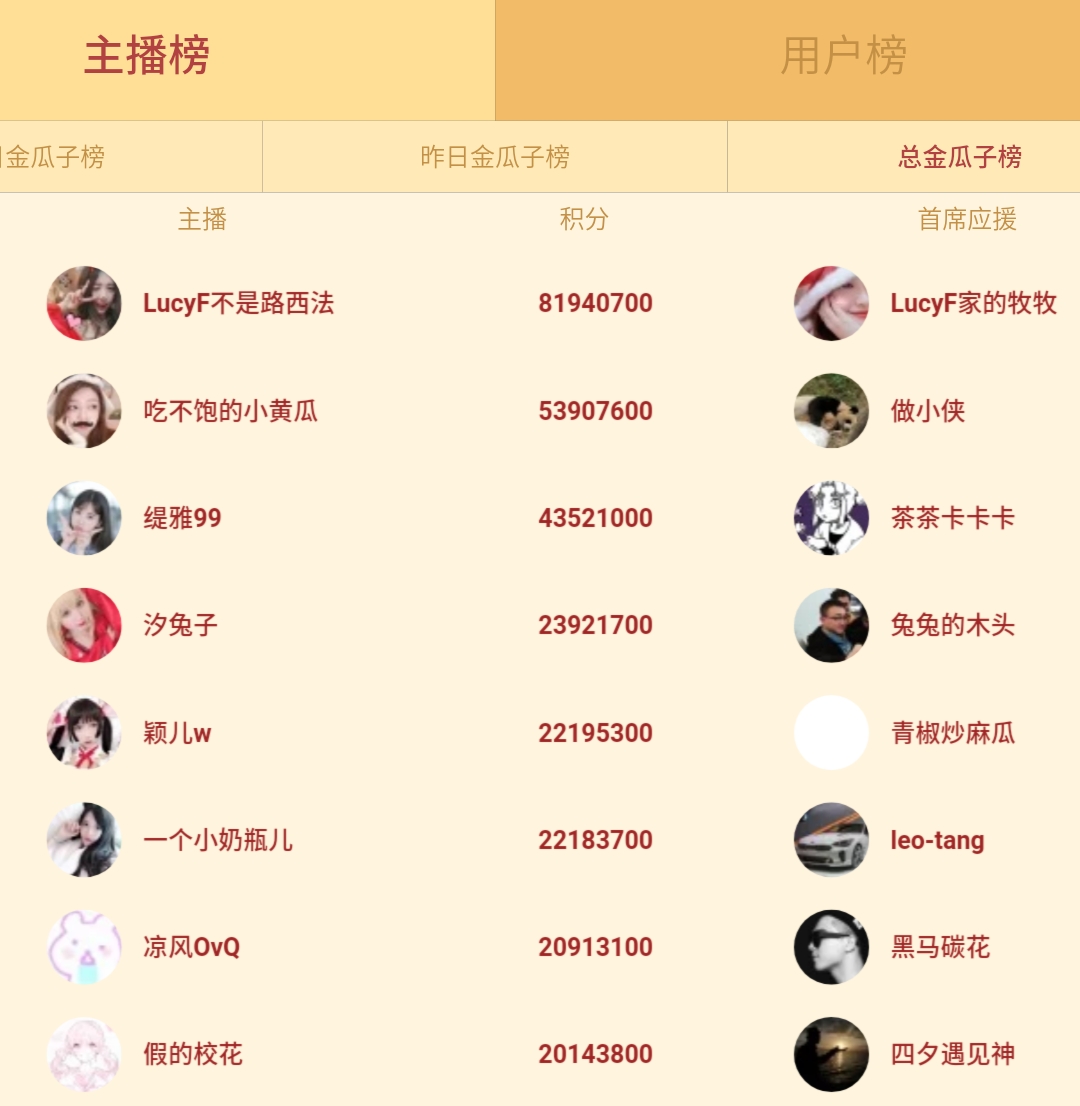 主播榜 用户榜
金瓜子榜 昨日金瓜子榜 总金瓜子榜
主播 积分 首席应援
LucyF不是路西法 81940700 LucyF家的牧牧
吃不饱的小黄瓜 53907600 做小侠
缇雅99 43521000 茶茶卡卡卡
汐兔子 23921700 兔兔的木头
颖儿w 22195300 青椒炒麻瓜
一个小奶瓶儿 22183700 leo-tang
凉风OvQ 20913100 黑马碳花
假的校花 20143800 四夕遇见神